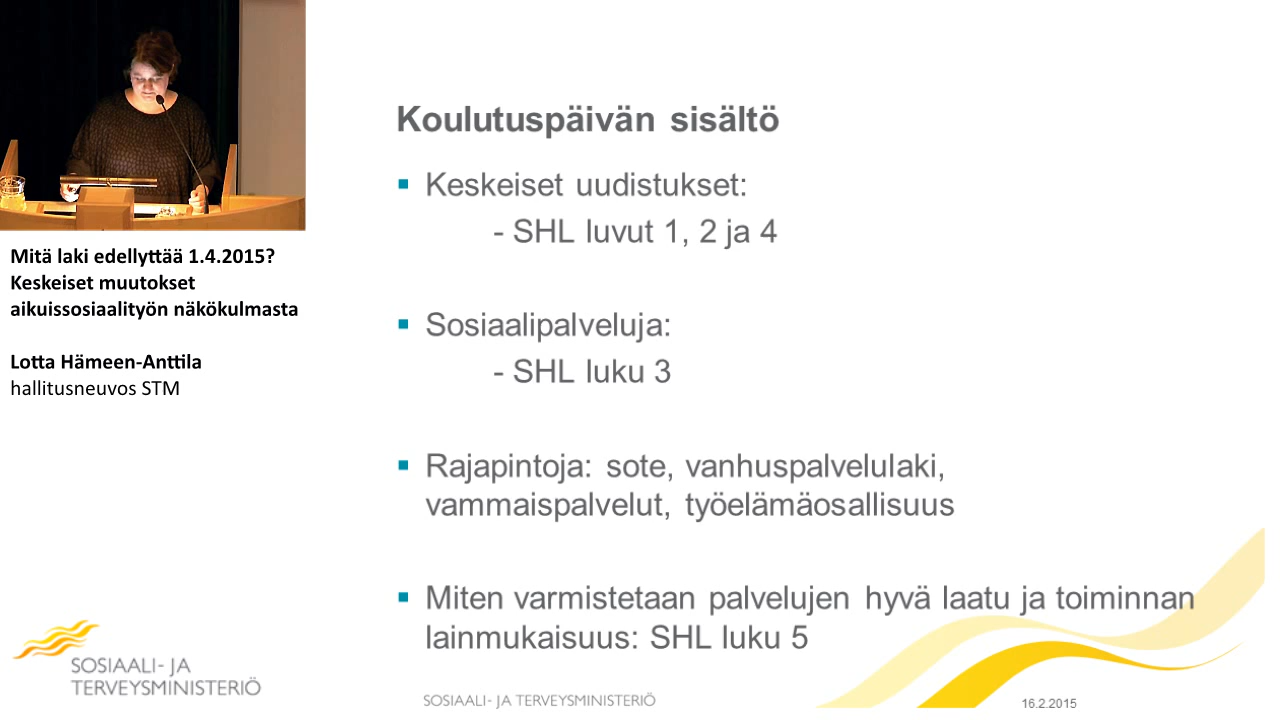 Mitä laki edellyttää 1.4.2015?
Keskeiset muutokset
aikuissosiaalityön näkökulmasta
Lotta Hämeen-Anttila
hallitusneuvos STM
SOSIAALI- JA
TERVEYSMINISTERIÖ
Koulutuspäivän sisältö
Keskeiset uudistukset:
- SHL luvut 1, 2 ja 4
Sosiaalipalveluja:
- SHL luku 3
Rajapintoja: sote, vanhuspalvelulaki,
vammaispalvelut, työelämäosallisuus
Miten varmistetaan palvelujen hyvä laatu ja toiminnan
lainmukaisuus: SHL luku 5
SOSIAALI- JA TERVEYSMINISTERIÖ
16.2.2015